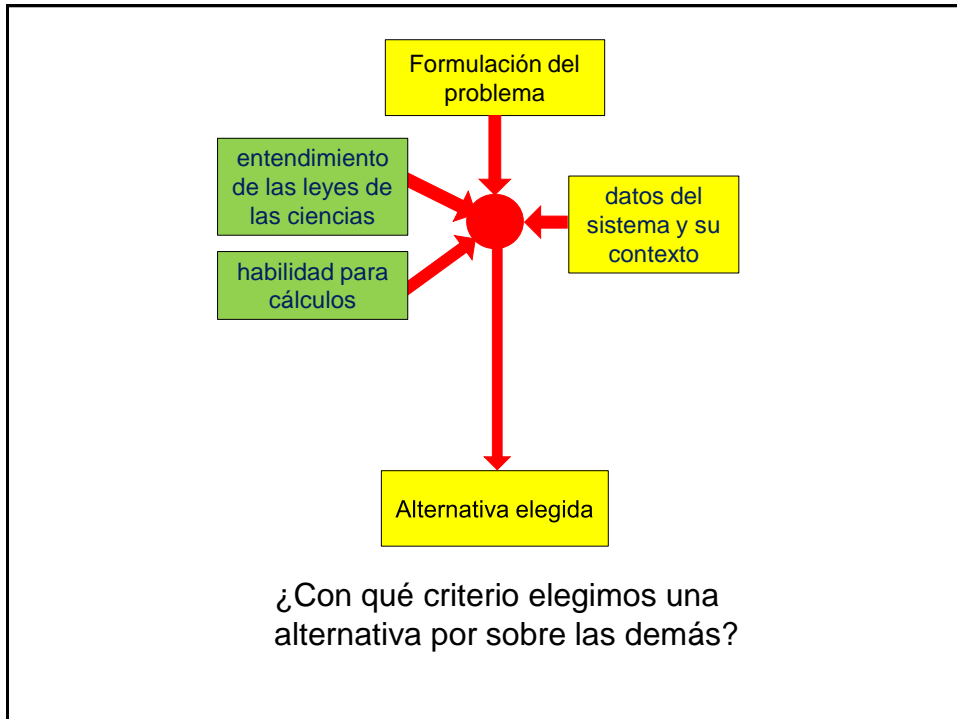 Formulación del
problema
entendimiento
de las leyes de
las ciencias
datos del
sistema y su
contexto
habilidad para
cálculos
Alternativa elegida
¿Con qué criterio elegimos una
alternativa por sobre las demás?